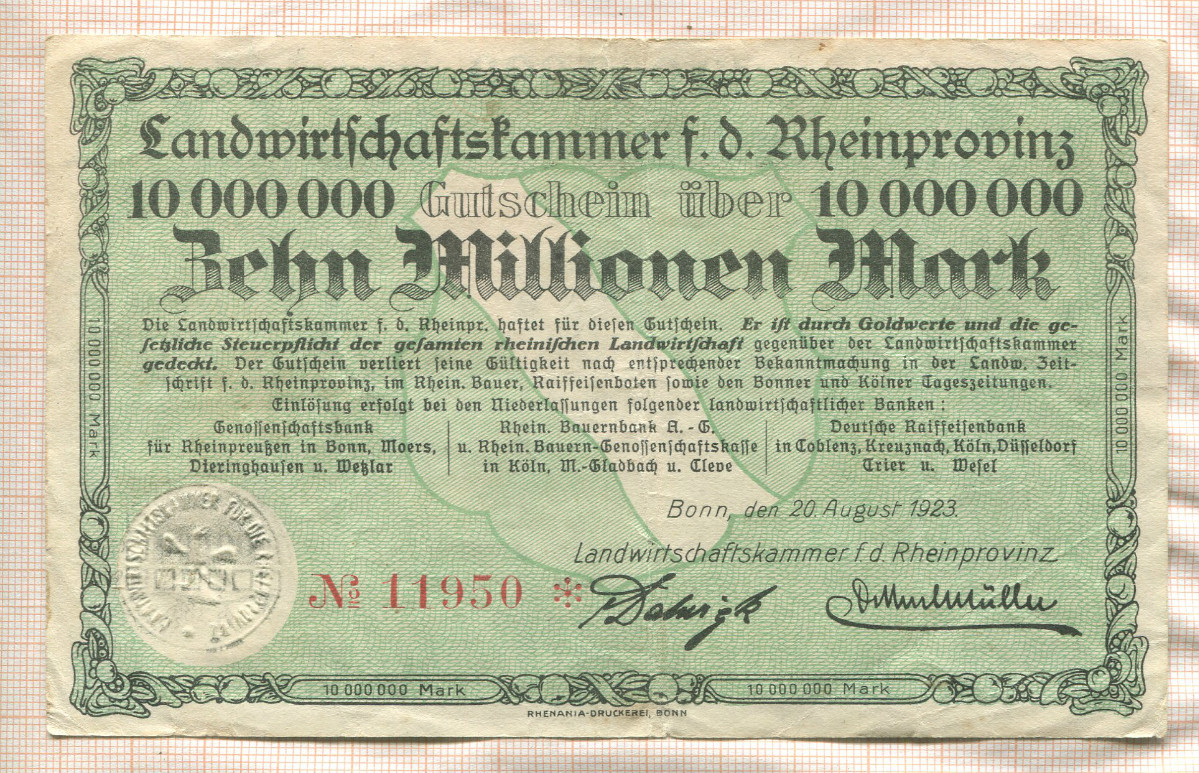 Landwirtschaftskammer f. d. Rheinprovinz
10 000 000 Gutschein über 10 000 000
Zehn Millionen Mark
Die Landwirtschaftskammer f. d. Rheinpr. haftet für diesen Gutschein. Er ist durch Goldwerte und die ge-
setzliche Steuerpflicht der gesamten rheinischen Landwirtschaft gegenüber der Landwirtschaftskammer
gedeckt. Der Gutschein verliert seine Gültigkeit nach entsprechender Bekanntmachung in der Landw. Zeit-
schrift f. d. Rheinprovinz, im Rhein. Bauer, Raiffeisenboten sowie den Bonner und Kölner Tageszeitungen.
Einlösung erfolgt bei den Niederlassungen folgender landwirtschaftlicher Banken:
Genossenschaftsbank
für Rheinpreußen in Bonn, Moers,
Dieringhausen u. Wetzlar
Rhein. Bauernbank A.-G.
u. Rhein. Bauern-Genossenschaftskasse
in Köln, M.-Gladbach u. Cleve
Deutsche Raiffeisenbank
in Coblenz, Kreuznach, Köln, Düsseldorf
Trier u. Wesel
Bonn, den 20. August 1923.
Landwirtschaftskammer f. d. Rheinprovinz
№ 11950 *
Müller
10 000 000 Mark
10 000 000 Mark
10 000 000 Mark
10 000 000 Mark
RHENANIA-DRUCKEREI, BONN